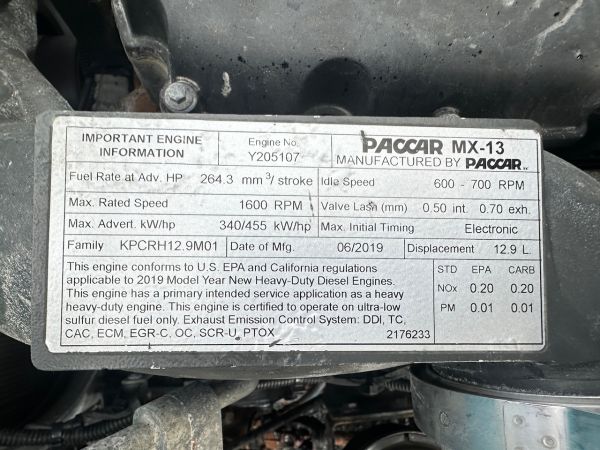 IMPORTANT ENGINE
INFORMATION
Engine No.
Y205107
PACCAR MX-13
MANUFACTURED BY PACCAR INC
Fuel Rate at Adv. HP 264.3 mm³/ stroke
Idle Speed 600 - 700 RPM
Max. Rated Speed 1600 RPM
Valve Lash (mm) 0.50 int. 0.70 exh.
Max. Advert. kW/hp 340/455 kW/hp
Max. Initial Timing Electronic
Family KPCRH12.9M01
Date of Mfg. 06/2019
Displacement 12.9 L.
This engine conforms to U.S. EPA and California regulations
applicable to 2019 Model Year New Heavy-Duty Diesel Engines.
This engine has a primary intended service application as a heavy
heavy-duty engine. This engine is certified to operate on ultra-low
sulfur diesel fuel only. Exhaust Emission Control System: DDI, TC,
CAC, ECM, EGR-C, OC, SCR-U, PTOX 2176233
STD EPA CARB
NOx 0.20 0.20
PM 0.01 0.01